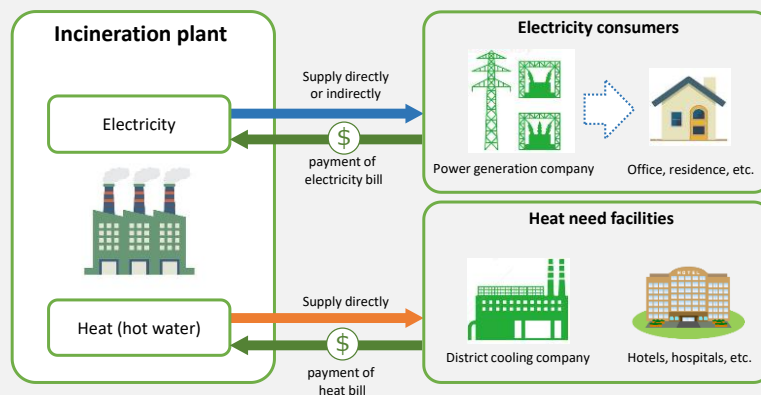 Incineration plant
Electricity
Heat (hot water)
Supply directly
or indirectly
$
payment of
electricity bill
Supply directly
$
payment of
heat bill
Electricity consumers
Power generation company
Office, residence, etc.
Heat need facilities
District cooling company
Hotels, hospitals, etc.